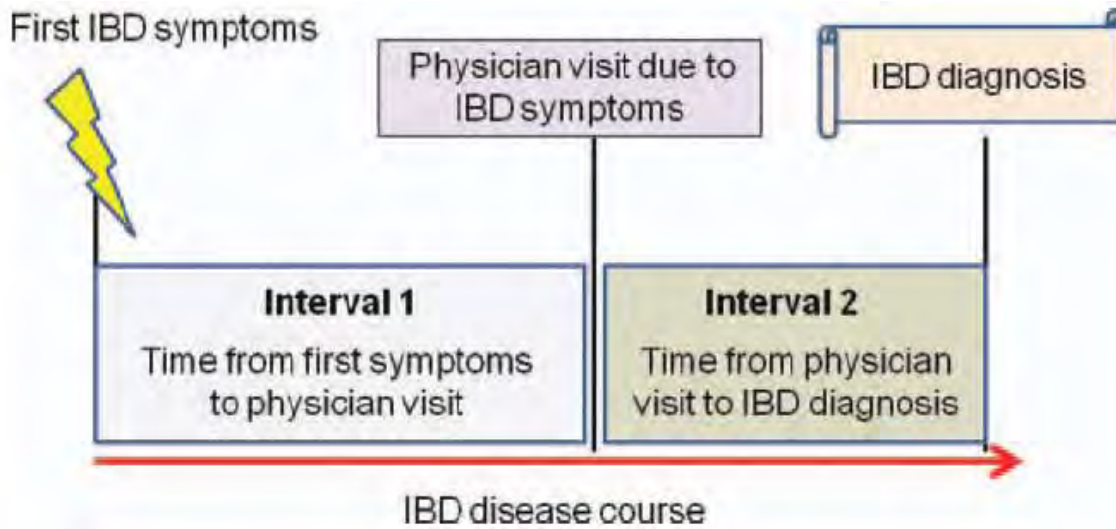 First IBD symptoms
Physician visit due to
IBD symptoms
IBD diagnosis
Interval 1
Time from first symptoms
to physician visit
Interval 2
Time from physician
visit to IBD diagnosis
IBD disease course